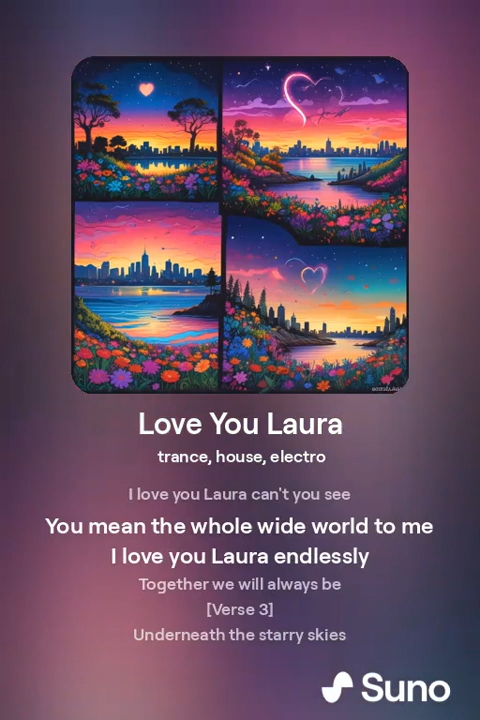 Love You Laura
trance, house, electro
I love you Laura can't you see
You mean the whole wide world to me
I love you Laura endlessly
Together we will always be
[Verse 3]
Underneath the starry skies
Suno